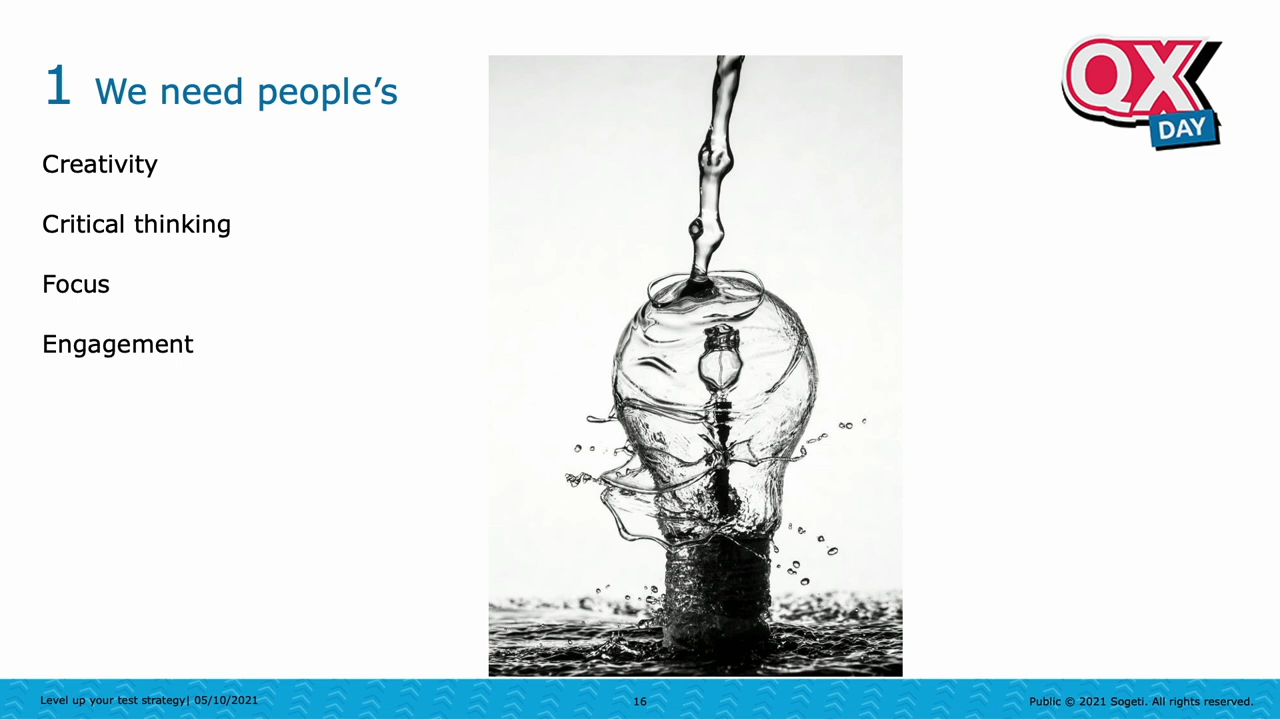 1 We need people’s
Creativity
Critical thinking
Focus
Engagement
QX
DAY
Level up your test strategy| 05/10/2021
16
Public © 2021 Sogeti. All rights reserved.